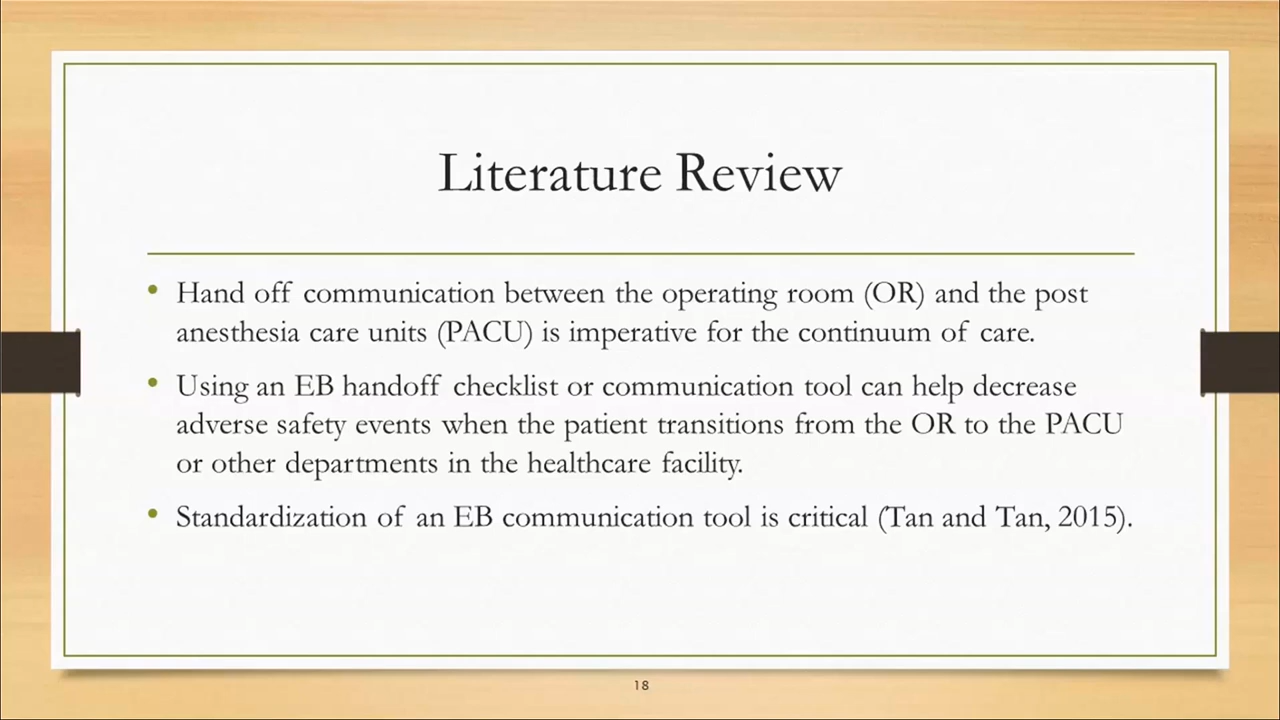 Literature Review
• Hand off communication between the operating room (OR) and the post
anesthesia care units (PACU) is imperative for the continuum of care.
• Using an EB handoff checklist or communication tool can help decrease
adverse safety events when the patient transitions from the OR to the PACU
or other departments in the healthcare facility.
• Standardization of an EB communication tool is critical (Tan and Tan, 2015).
18